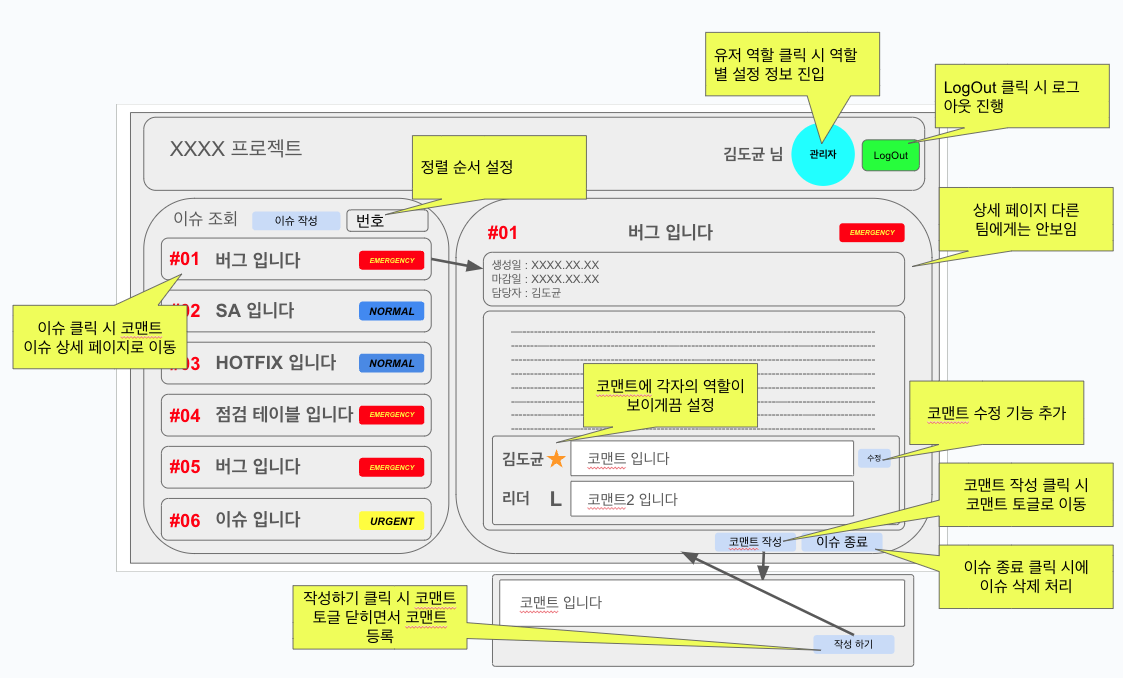 유저 역할 클릭 시 역할
별 설정 정보 진입
LogOut 클릭 시 로그
아웃 진행
XXXX 프로젝트
정렬 순서 설정
김도균 님
관리자
LogOut
이슈 조회
이슈 작성
번호
#01
버그 입니다
EMERGENCY
#02
SA 입니다
NORMAL
#03
HOTFIX 입니다
NORMAL
#04
점검 테이블 입니다
EMERGENCY
#05
버그 입니다
EMERGENCY
#06
이슈 입니다
URGENT
이슈 클릭 시 코맨트
이슈 상세 페이지로 이동
#01
버그 입니다
EMERGENCY
상세 페이지 다른
팀에게는 안보임
생성일 : XXXX.XX.XX
마감일 : XXXX.XX.XX
담당자 : 김도균
코맨트에 각자의 역할이
보이게끔 설정
코맨트 수정 기능 추가
김도균
코맨트 입니다
수정
리더
L
코맨트2 입니다
코맨트 작성 클릭 시
코맨트 토글로 이동
코맨트 작성
이슈 종료
이슈 종료 클릭 시에
이슈 삭제 처리
작성하기 클릭 시 코맨트
토글 닫히면서 코맨트
등록
코맨트 입니다
작성 하기